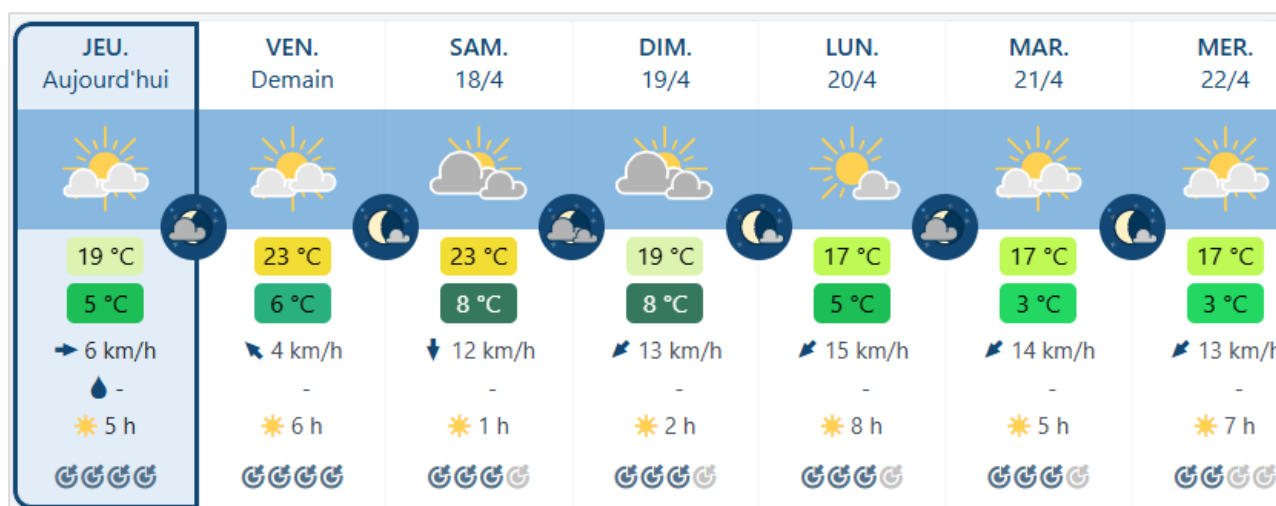 JEU. VEN. SAM. DIM. LUN. MAR. MER.
Aujourd'hui Demain 18/4 19/4 20/4 21/4 22/4
19 °C 23 °C 23 °C 19 °C 17 °C 17 °C 17 °C
5 °C 6 °C 8 °C 8 °C 5 °C 3 °C 3 °C
6 km/h 4 km/h 12 km/h 13 km/h 15 km/h 14 km/h 13 km/h
- - - - - - -
5 h 6 h 1 h 2 h 8 h 5 h 7 h